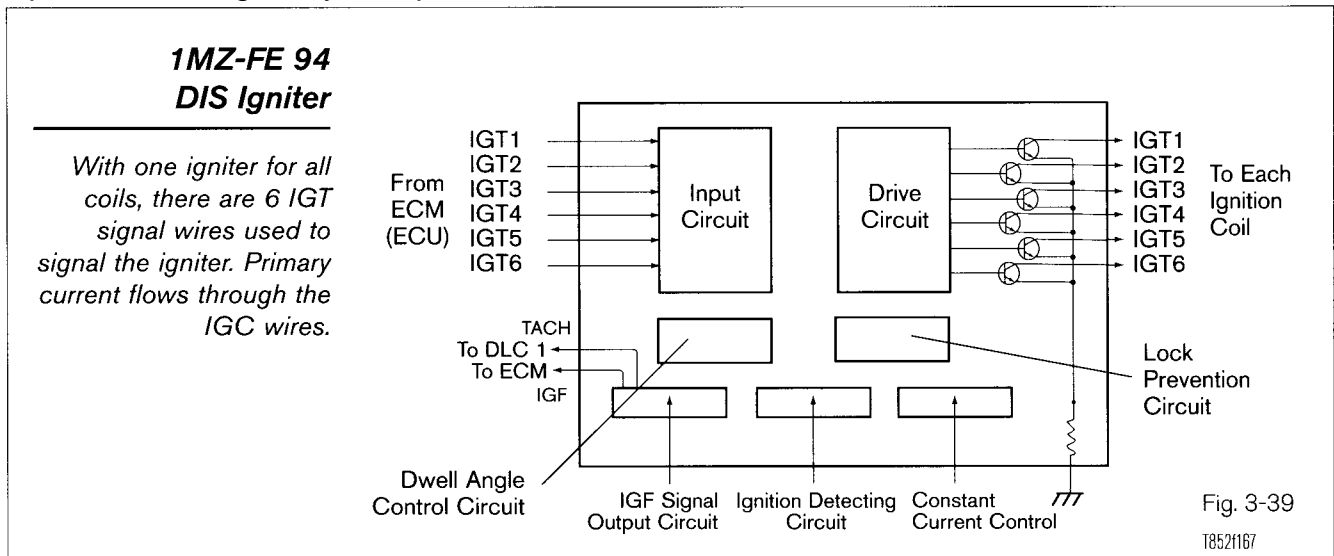 1MZ-FE 94
DIS Igniter
With one igniter for all
coils, there are 6 IGT
signal wires used to
signal the igniter. Primary
current flows through the
IGC wires.
From
ECM
(ECU)
IGT1
IGT2
IGT3
IGT4
IGT5
IGT6
Input
Circuit
Drive
Circuit
IGT1
IGT2
IGT3
IGT4
IGT5
IGT6
To Each
Ignition
Coil
TACH
To DLC 1
To ECM
IGF
Lock
Prevention
Circuit
Dwell Angle
Control Circuit
IGF Signal
Output Circuit
Ignition Detecting
Circuit
Constant
Current Control
Fig. 3-39
T852f167